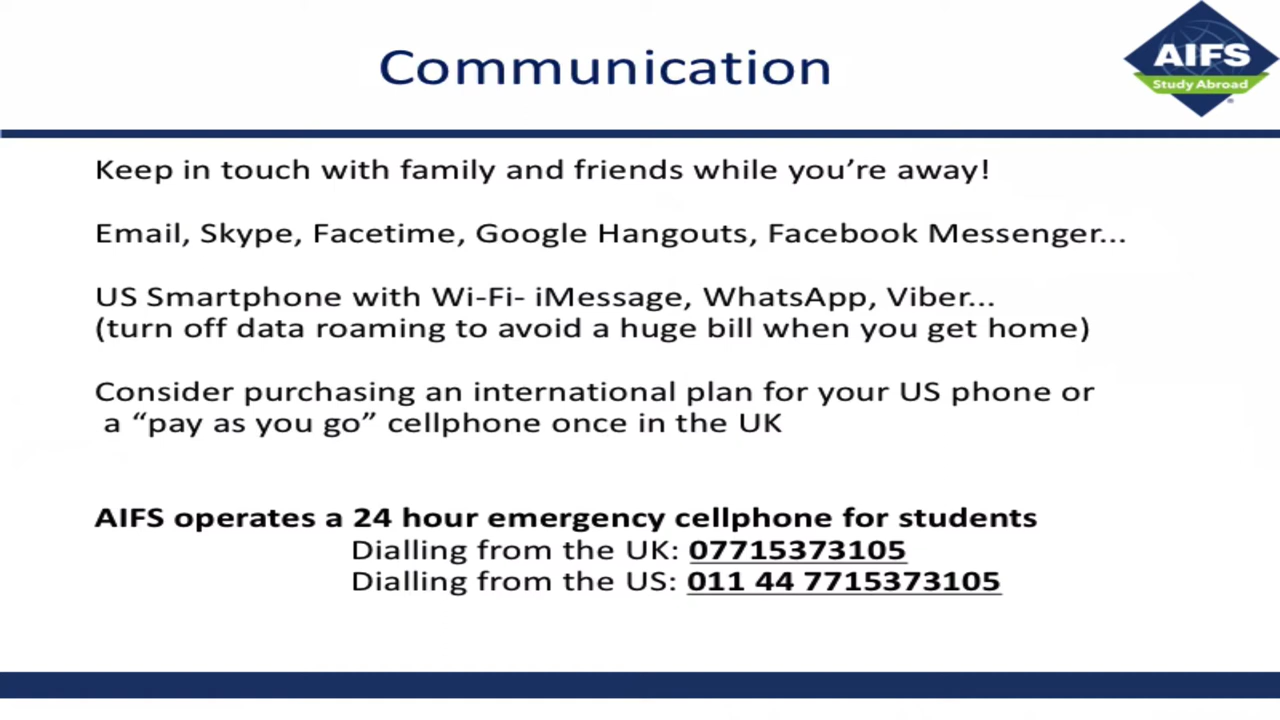 Communication
AIFS
Study Abroad
Keep in touch with family and friends while you’re away!
Email, Skype, Facetime, Google Hangouts, Facebook Messenger...
US Smartphone with Wi-Fi- iMessage, WhatsApp, Viber...
(turn off data roaming to avoid a huge bill when you get home)
Consider purchasing an international plan for your US phone or
a “pay as you go” cellphone once in the UK
AIFS operates a 24 hour emergency cellphone for students
Dialling from the UK: 07715373105
Dialling from the US: 011 44 7715373105